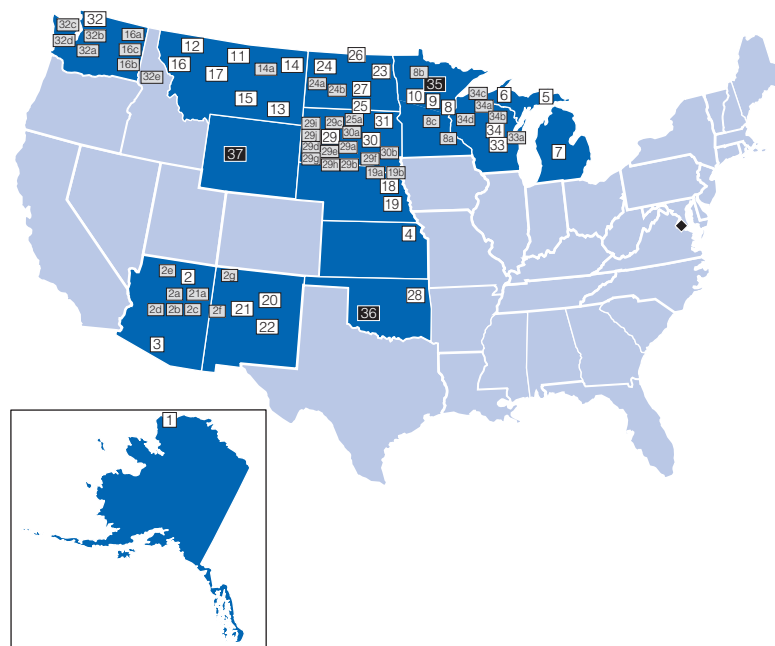 32
32c
32b
16a
32d
32a
16c
16b
32e
12
11
16
17
14a
14
15
13
26
24
23
24a
24b
27
25
8b
35
10
9
8
8c
8a
34c
6
5
34a
34d
34b
34
33a
33
7
29i
29c
25a
31
29j
29
30a
30
29d
29e
29a
29g
29f
30b
29h
29b
19a
19b
18
19
37
4
2e
2
2g
2a
21a
2d
2b
2c
2f
21
20
22
3
28
36
1